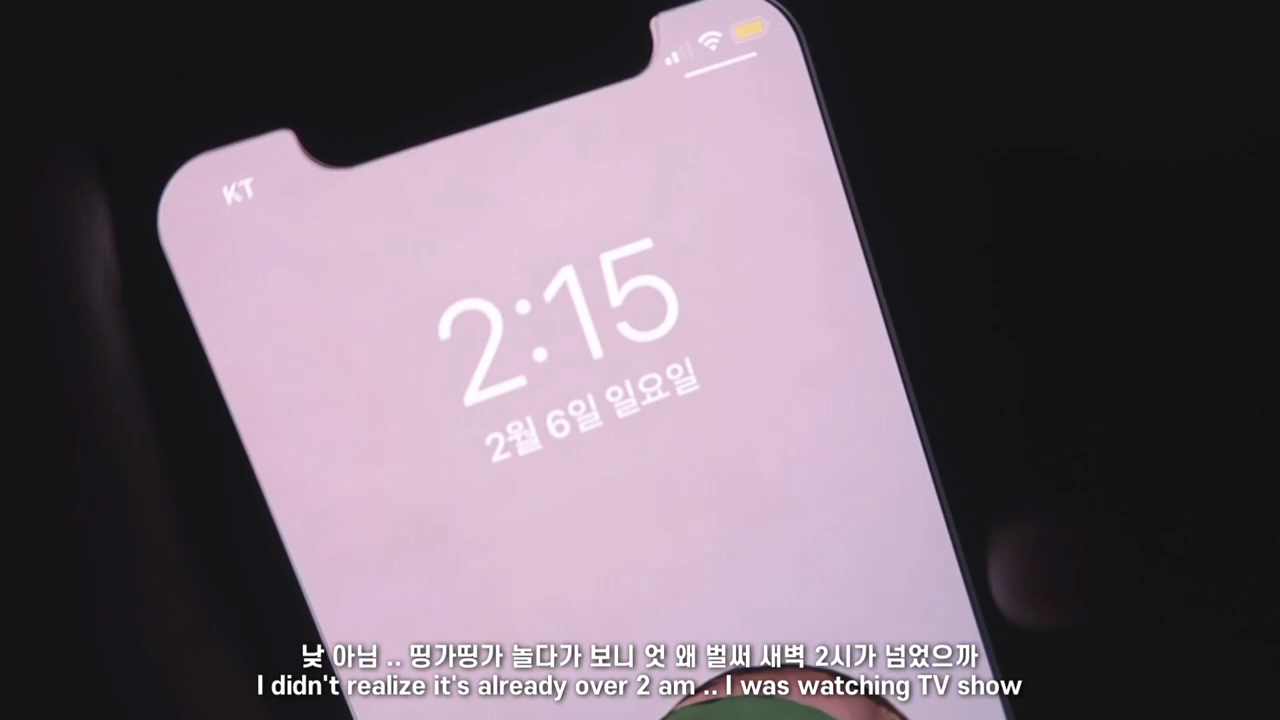 KT
2:15
2월 6일 일요일
낮 아님 .. 띵가띵가 놀다가 보니 엇 왜 벌써 새벽 2시가 넘었으까
I didn't realize it's already over 2 am .. I was watching TV show